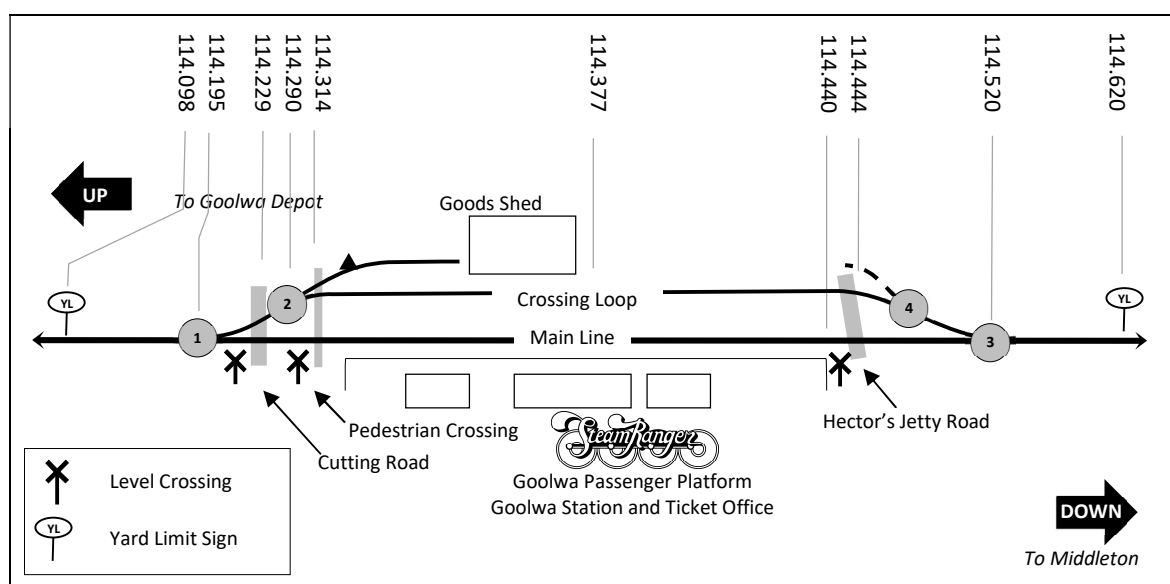 114.098
114.195
114.229
114.290
114.314
114.377
114.440
114.444
114.520
114.620
UP
To Goolwa Depot
Goods Shed
YL
2
Crossing Loop
4
YL
1
Main Line
3
Pedestrian Crossing
Hector's Jetty Road
Cutting Road
SteamRanger
Goolwa Passenger Platform
Goolwa Station and Ticket Office
Level Crossing
YL
Yard Limit Sign
DOWN
To Middleton